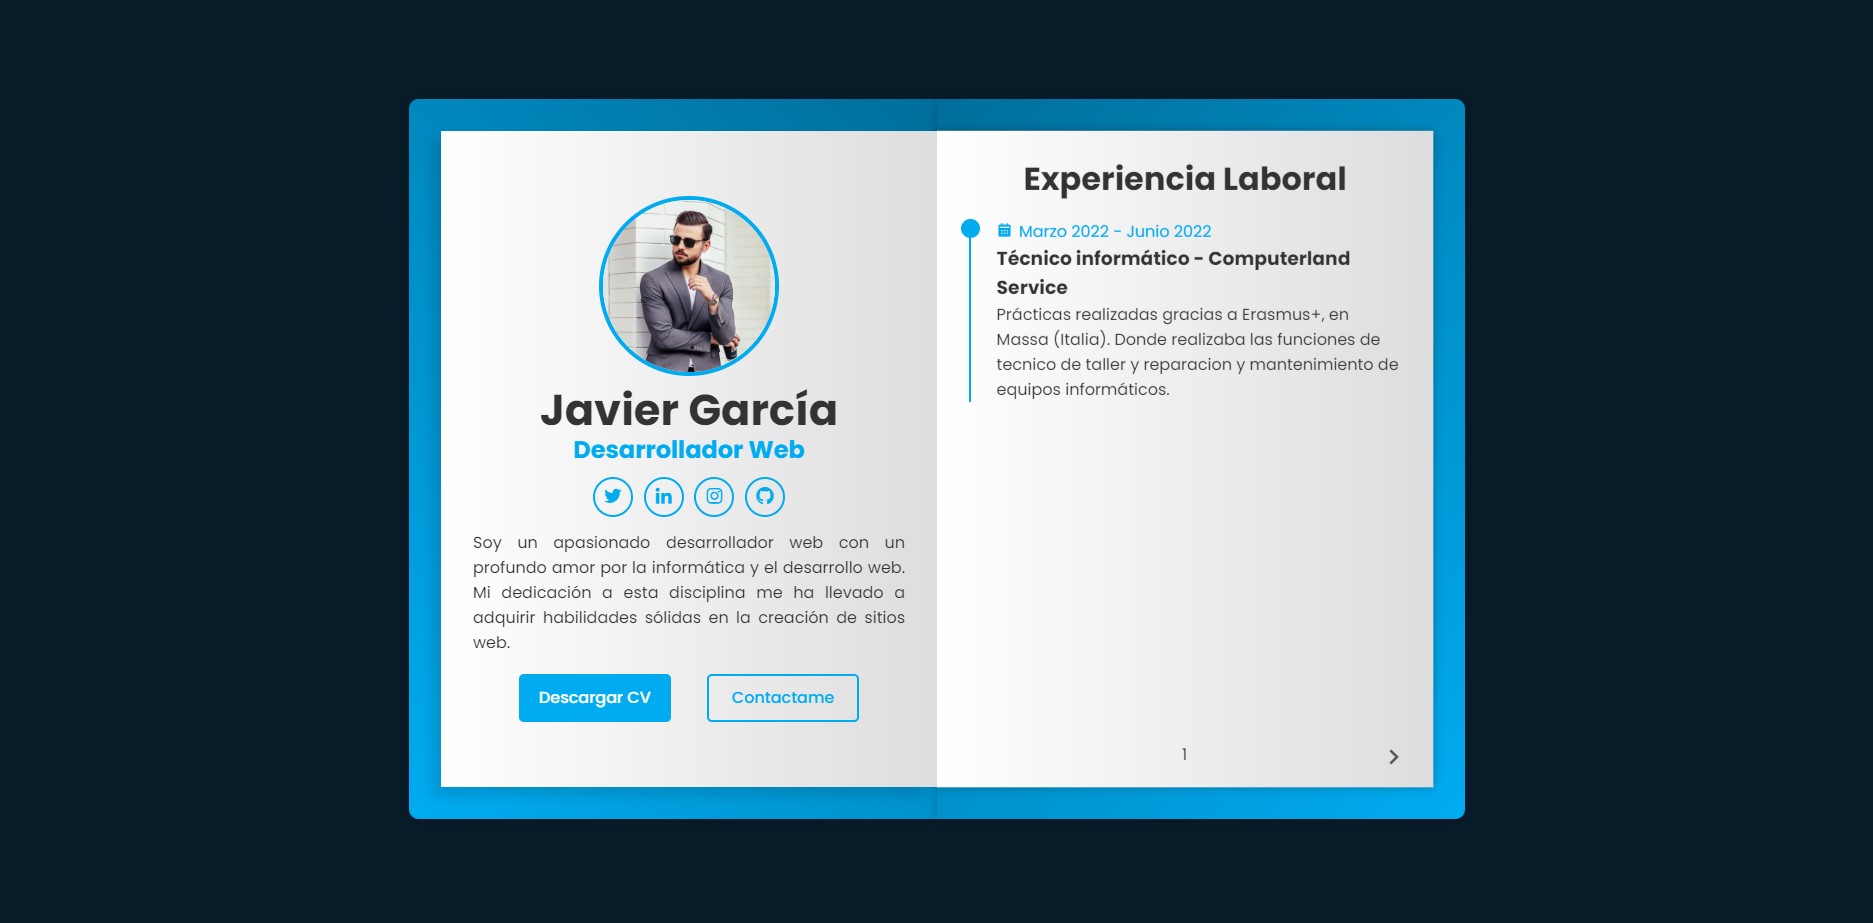 Javier García
Desarrollador Web
Soy un apasionado desarrollador web con un
profundo amor por la informática y el desarrollo web.
Mi dedicación a esta disciplina me ha llevado a
adquirir habilidades sólidas en la creación de sitios
web.
Descargar CV
Contactame
Experiencia Laboral
Marzo 2022 - Junio 2022
Técnico informático - Computerland
Service
Prácticas realizadas gracias a Erasmus+, en
Massa (Italia). Donde realizaba las funciones de
tecnico de taller y reparacion y mantenimiento de
equipos informáticos.
1